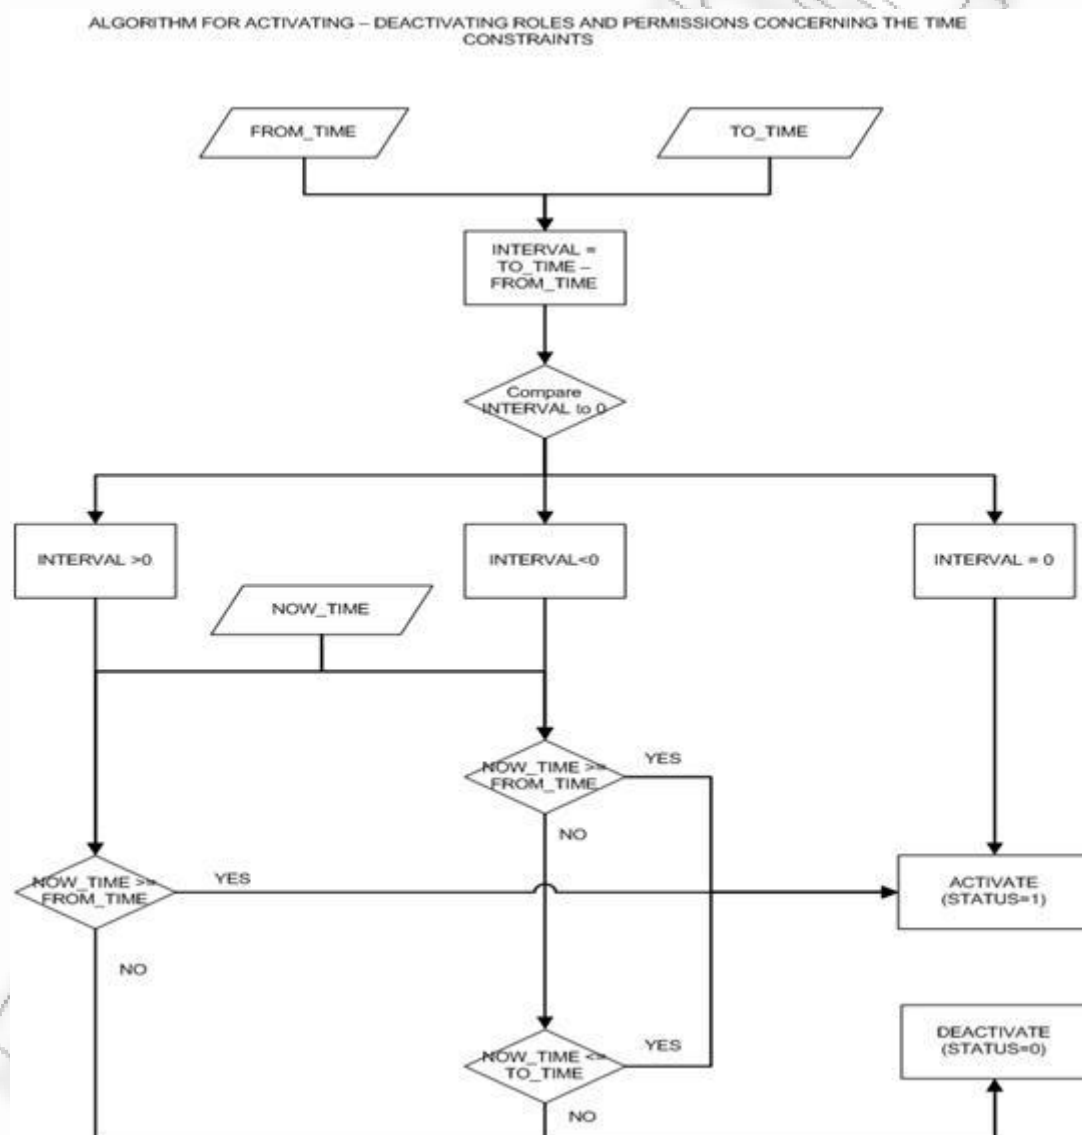 ALGORITHM FOR ACTIVATING – DEACTIVATING ROLES AND PERMISSIONS CONCERNING THE TIME
CONSTRAINTS
FROM_TIME
TO_TIME
INTERVAL =
TO_TIME –
FROM_TIME
Compare
INTERVAL to 0
INTERVAL >0
INTERVAL<0
INTERVAL = 0
NOW_TIME
NOW_TIME >=
FROM_TIME
YES
NO
NOW_TIME >=
FROM_TIME
YES
NO
ACTIVATE
(STATUS=1)
NOW_TIME <=
TO_TIME
YES
NO
DEACTIVATE
(STATUS=0)